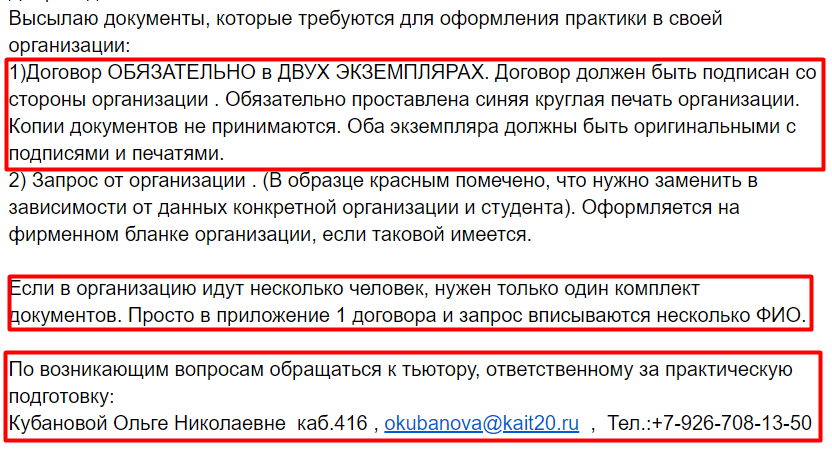 Высылаю документы, которые требуются для оформления практики в своей
организации:
1)Договор ОБЯЗАТЕЛЬНО в ДВУХ ЭКЗЕМПЛЯРАХ. Договор должен быть подписан со
стороны организации . Обязательно проставлена синяя круглая печать организации.
Копии документов не принимаются. Оба экземпляра должны быть оригинальными с
подписями и печатями.
2) Запрос от организации . (В образце красным помечено, что нужно заменить в
зависимости от данных конкретной организации и студента). Оформляется на
фирменном бланке организации, если таковой имеется.
Если в организацию идут несколько человек, нужен только один комплект
документов. Просто в приложение 1 договора и запрос вписываются несколько ФИО.
По возникающим вопросам обращаться к тьютору, ответственному за практическую
подготовку:
Кубановой Ольге Николаевне каб.416 , okubanova@kait20.ru , Тел.:+7-926-708-13-50